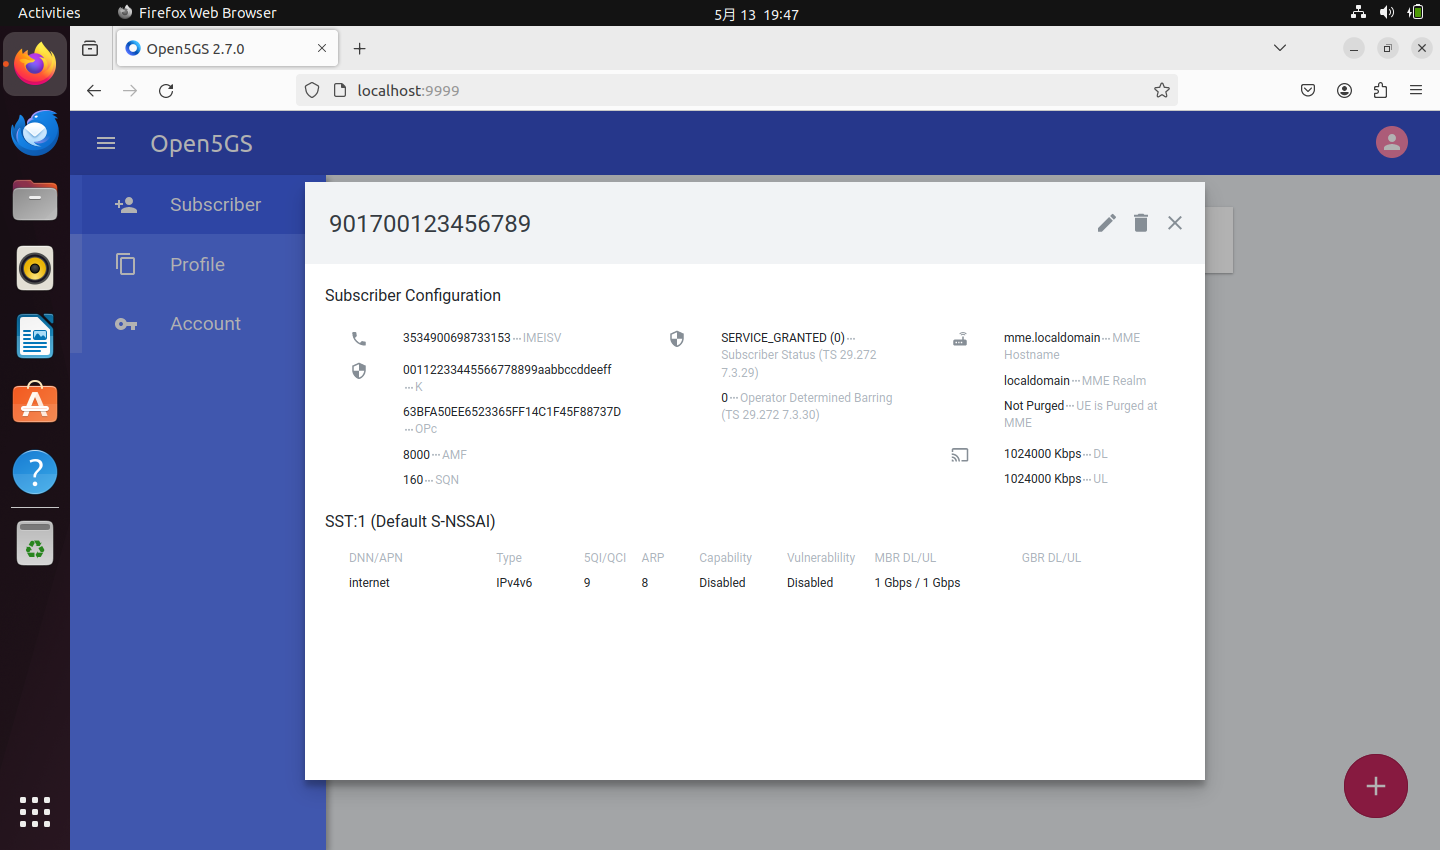 Activities
Firefox Web Browser
5月 13 19:47
Open5GS 2.7.0
localhost:9999
Open5GS
Subscriber
Profile
Account
901700123456789
Subscriber Configuration
3534900698733153···IMEISV
00112233445566778899aabbccddeeff
···K
63BFA50EE6523365FF14C1F45F88737D
···OPc
8000···AMF
160···SQN
SERVICE_GRANTED (0)···
Subscriber Status (TS 29.272
7.3.29)
0···Operator Determined Barring
(TS 29.272 7.3.30)
mme.localdomain···MME
Hostname
localdomain···MME Realm
Not Purged···UE is Purged at
MME
1024000 Kbps···DL
1024000 Kbps···UL
SST:1 (Default S-NSSAI)
DNN/APN Type 5QI/QCI ARP Capability Vulnerablility MBR DL/UL GBR DL/UL
internet IPv4v6 9 8 Disabled Disabled 1 Gbps / 1 Gbps